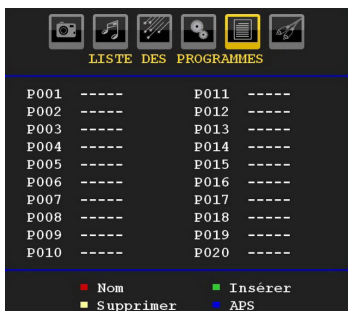 LISTE DES PROGRAMMES
P001 -----
P002 -----
P003 -----
P004 -----
P005 -----
P006 -----
P007 -----
P008 -----
P009 -----
P010 -----
P011 -----
P012 -----
P013 -----
P014 -----
P015 -----
P016 -----
P017 -----
P018 -----
P019 -----
P020 -----
Nom
Insérer
Supprimer
APS